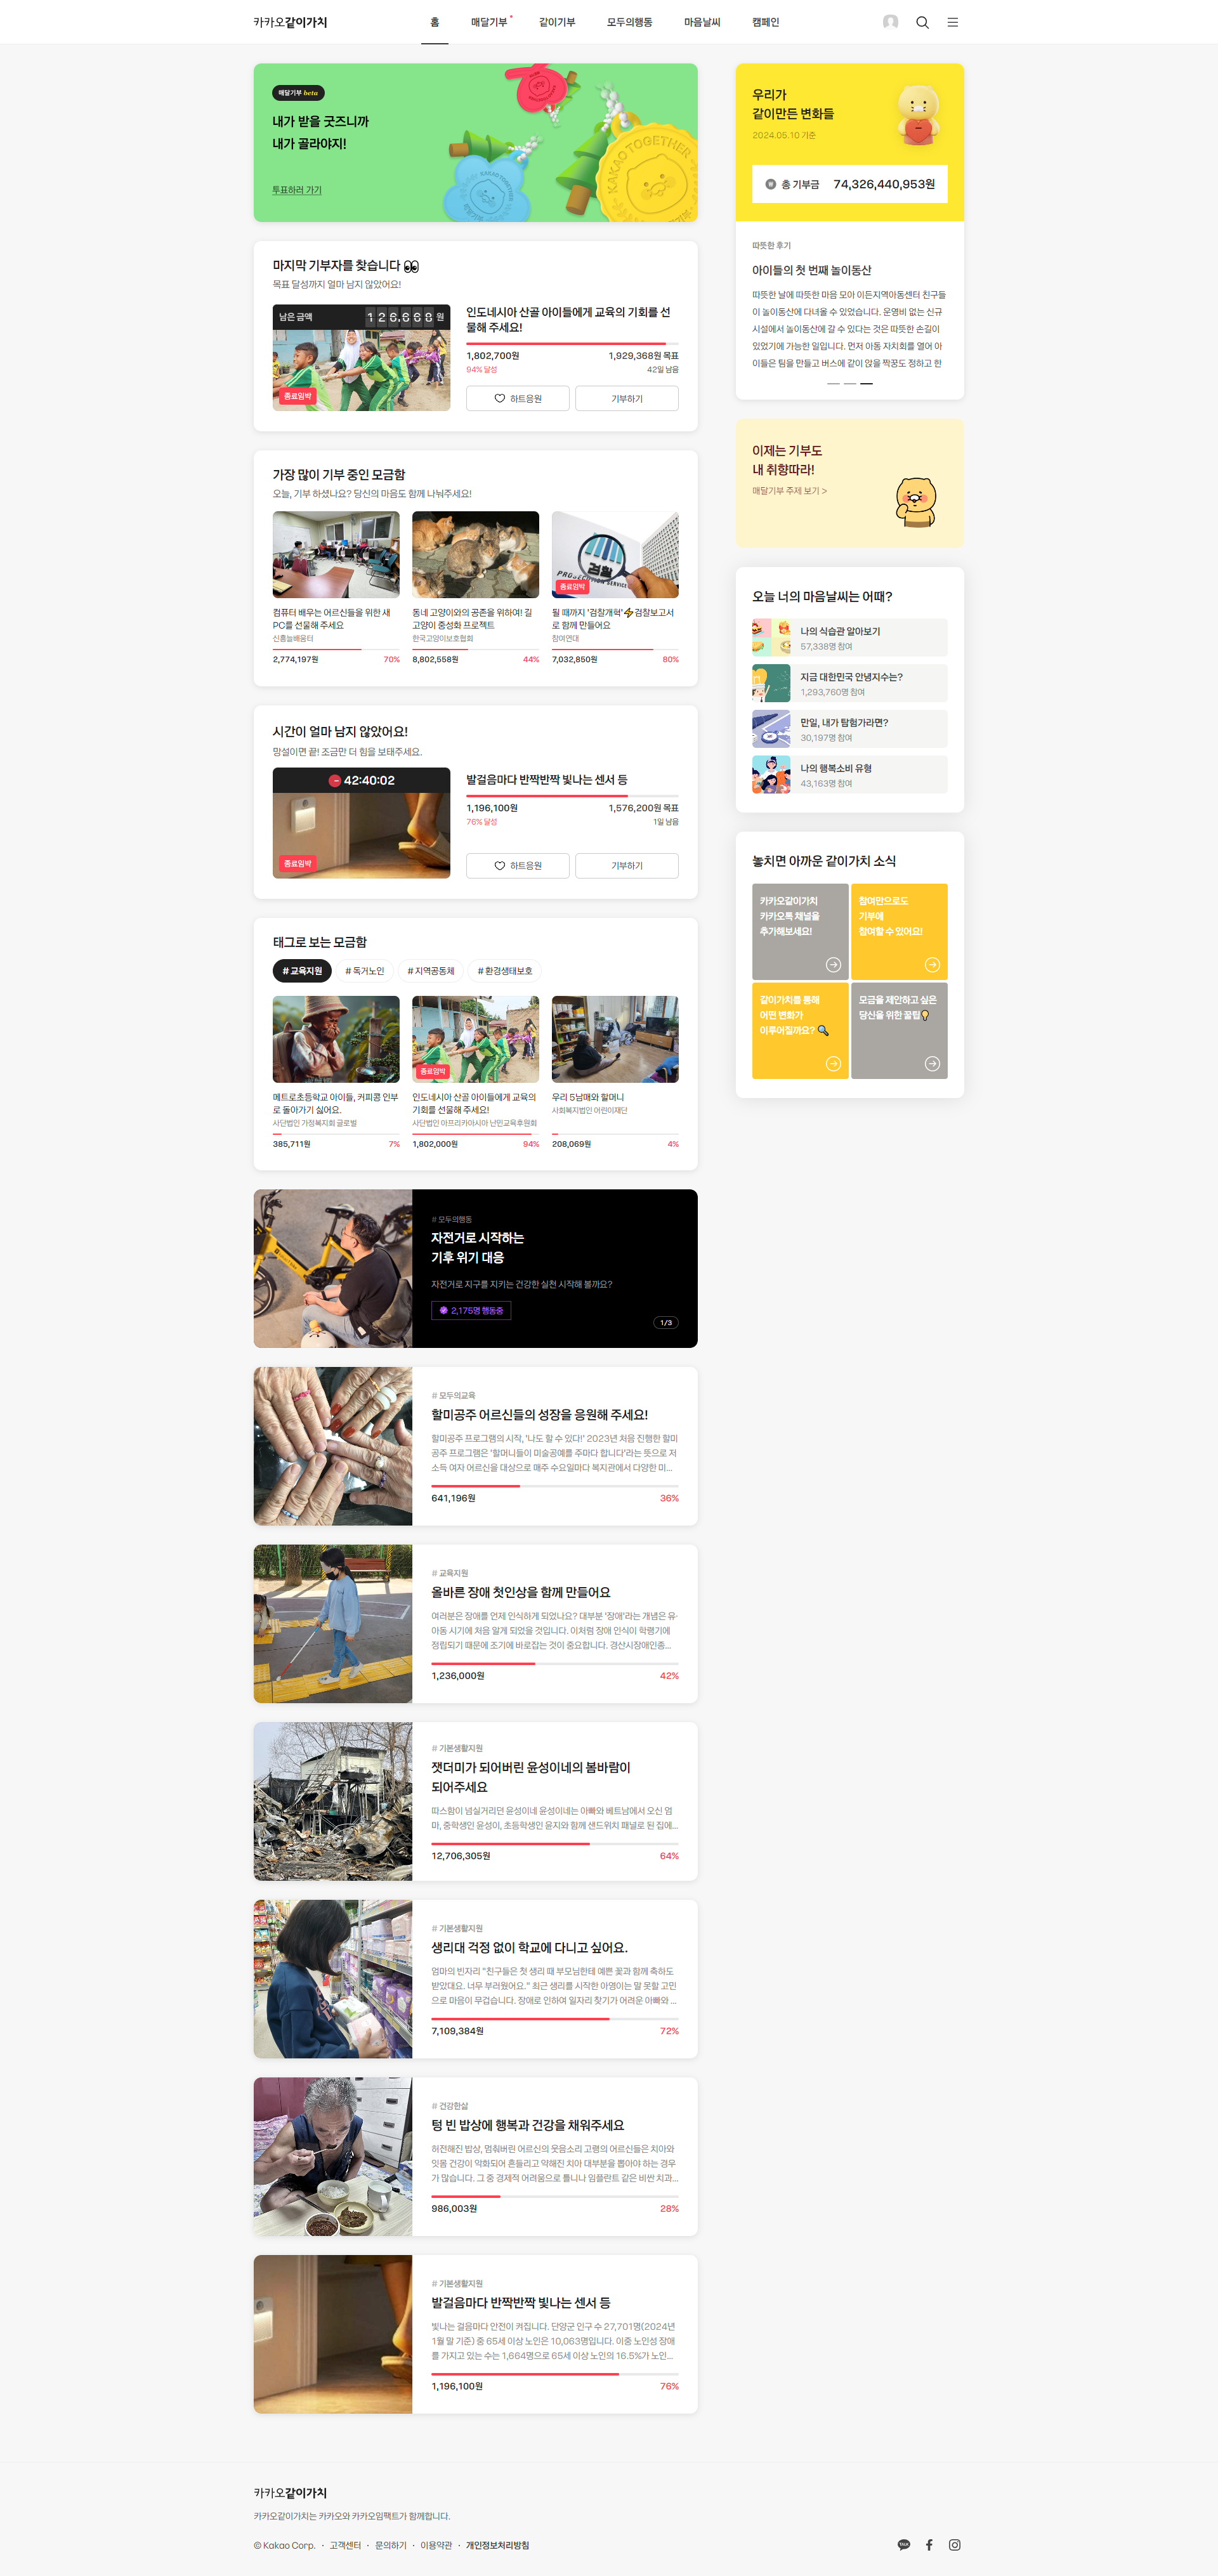 카카오같이가치
홈
매달기부
같이기부
모두의행동
마음날씨
캠페인
매달기부 beta
내가 받을 굿즈니까
내가 골라야지!
투표하러 가기
KAKAO TOGETHER
마지막 기부자를 찾습니다 👀
목표 달성까지 얼마 남지 않았어요!
남은 금액
원
종료임박
인도네시아 산골 아이들에게 교육의 기회를 선
물해 주세요!
1,802,700원
1,929,368원 목표
94% 달성
42일 남음
하트응원
기부하기
가장 많이 기부 중인 모금함
오늘, 기부 하셨나요? 당신의 마음도 함께 나눠주세요!
종료임박
컴퓨터 배우는 어르신들을 위한 새
PC를 선물해 주세요
신흥늘배움터
2,774,197원
70%
동네 고양이와의 공존을 위하여! 길
고양이 중성화 프로젝트
한국고양이보호협회
8,802,558원
44%
될 때까지 '검찰개혁'⚡검찰보고서
로 함께 만들어요
참여연대
7,032,850원
80%
시간이 얼마 남지 않았어요!
망설이면 끝! 조금만 더 힘을 보태주세요.
42:40:02
종료임박
발걸음마다 반짝반짝 빛나는 센서 등
1,196,100원
1,576,200원 목표
76% 달성
1일 남음
하트응원
기부하기
태그로 보는 모금함
# 교육지원
# 독거노인
# 지역공동체
# 환경생태보호
종료임박
메트로초등학교 아이들, 커피콩 인부
로 돌아가기 싫어요.
사단법인 가정복지회 글로벌
385,711원
7%
인도네시아 산골 아이들에게 교육의
기회를 선물해 주세요!
사단법인 아프리카아시아 난민교육후원회
1,802,000원
94%
우리 5남매와 할머니
사회복지법인 어린이재단
208,069원
4%
# 모두의행동
자전거로 시작하는
기후 위기 대응
자전거로 지구를 지키는 건강한 실천 시작해 볼까요?
2,175명 행동중
1/3
# 모두의교육
할미공주 어르신들의 성장을 응원해 주세요!
할미공주 프로그램의 시작, '나도 할 수 있다!' 2023년 처음 진행한 할미
공주 프로그램은 '할머니들이 미술공예를 주마다 합니다'라는 뜻으로 저
소득 여자 어르신을 대상으로 매주 수요일마다 복지관에서 다양한 미...
641,196원
36%
# 교육지원
올바른 장애 첫인상을 함께 만들어요
여러분은 장애를 언제 인식하게 되었나요? 대부분 '장애'라는 개념은 유·
아동 시기에 처음 알게 되었을 것입니다. 이처럼 장애 인식이 학령기에
정립되기 때문에 조기에 바로잡는 것이 중요합니다. 경산시장애인종...
1,236,000원
42%
# 기본생활지원
잿더미가 되어버린 윤성이네의 봄바람이
되어주세요
따스함이 넘실거리던 윤성이네 윤성이네는 아빠와 베트남에서 오신 엄
마, 중학생인 윤성이, 초등학생인 윤지와 함께 샌드위치 패널로 된 집에...
12,706,305원
64%
# 기본생활지원
생리대 걱정 없이 학교에 다니고 싶어요.
엄마의 빈자리 "친구들은 첫 생리 때 부모님한테 예쁜 꽃과 함께 축하도
받았대요. 너무 부러웠어요." 최근 생리를 시작한 아영이는 말 못할 고민
으로 마음이 무겁습니다. 장애로 인하여 일자리 찾기가 어려운 아빠와 ...
7,109,384원
72%
# 건강한삶
텅 빈 밥상에 행복과 건강을 채워주세요
허전해진 밥상, 멈춰버린 어르신의 웃음소리 고령의 어르신들은 치아와
잇몸 건강이 악화되어 흔들리고 약해진 치아 대부분을 뽑아야 하는 경우
가 많습니다. 그 중 경제적 어려움으로 틀니나 임플란트 같은 비싼 치과...
986,003원
28%
# 기본생활지원
발걸음마다 반짝반짝 빛나는 센서 등
빛나는 걸음마다 안전이 켜집니다. 단양군 인구 수 27,701명(2024년
1월 말 기준) 중 65세 이상 노인은 10,063명입니다. 이중 노인성 장애
를 가지고 있는 수는 1,664명으로 65세 이상 노인의 16.5%가 노인...
1,196,100원
76%
우리가
같이만든 변화들
2024.05.10 기준
총 기부금
74,326,440,953원
따뜻한 후기
아이들의 첫 번째 놀이동산
따뜻한 날에 따뜻한 마음 모아 이든지역아동센터 친구들
이 놀이동산에 다녀올 수 있었습니다. 운영비 없는 신규
시설에서 놀이동산에 갈 수 있다는 것은 따뜻한 손길이
있었기에 가능한 일입니다. 먼저 아동 자치회를 열어 아
이들은 팀을 만들고 버스에 같이 앉을 짝꿍도 정하고 한
이제는 기부도
내 취향따라!
매달기부 주제 보기 >
오늘 너의 마음날씨는 어때?
나의 식습관 알아보기
57,338명 참여
지금 대한민국 안녕지수는?
1,293,760명 참여
만일, 내가 탐험가라면?
30,197명 참여
나의 행복소비 유형
43,163명 참여
놓치면 아까운 같이가치 소식
카카오같이가치
카카오톡 채널을
추가해보세요!
참여만으로도
기부에
참여할 수 있어요!
같이가치를 통해
어떤 변화가
이루어질까요? 🔍
모금을 제안하고 싶은
당신을 위한 꿀팁💡
카카오같이가치
카카오같이가치는 카카오와 카카오임팩트가 함께합니다.
© Kakao Corp. · 고객센터 · 문의하기 · 이용약관 · 개인정보처리방침